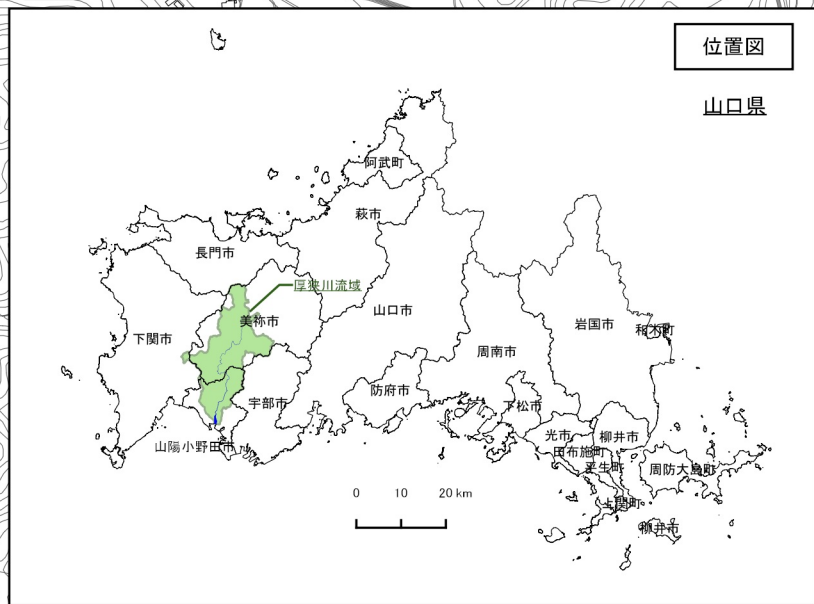 位置図
山口県
阿武町
萩市
長門市
厚狭川流域
美祢市
山口市
岩国市
和木町
下関市
周南市
防府市
宇部市
下松市
光市
柳井市
山陽小野田市
田布施町
平生町
周防大島町
上関町
柳井市
0 10 20 km